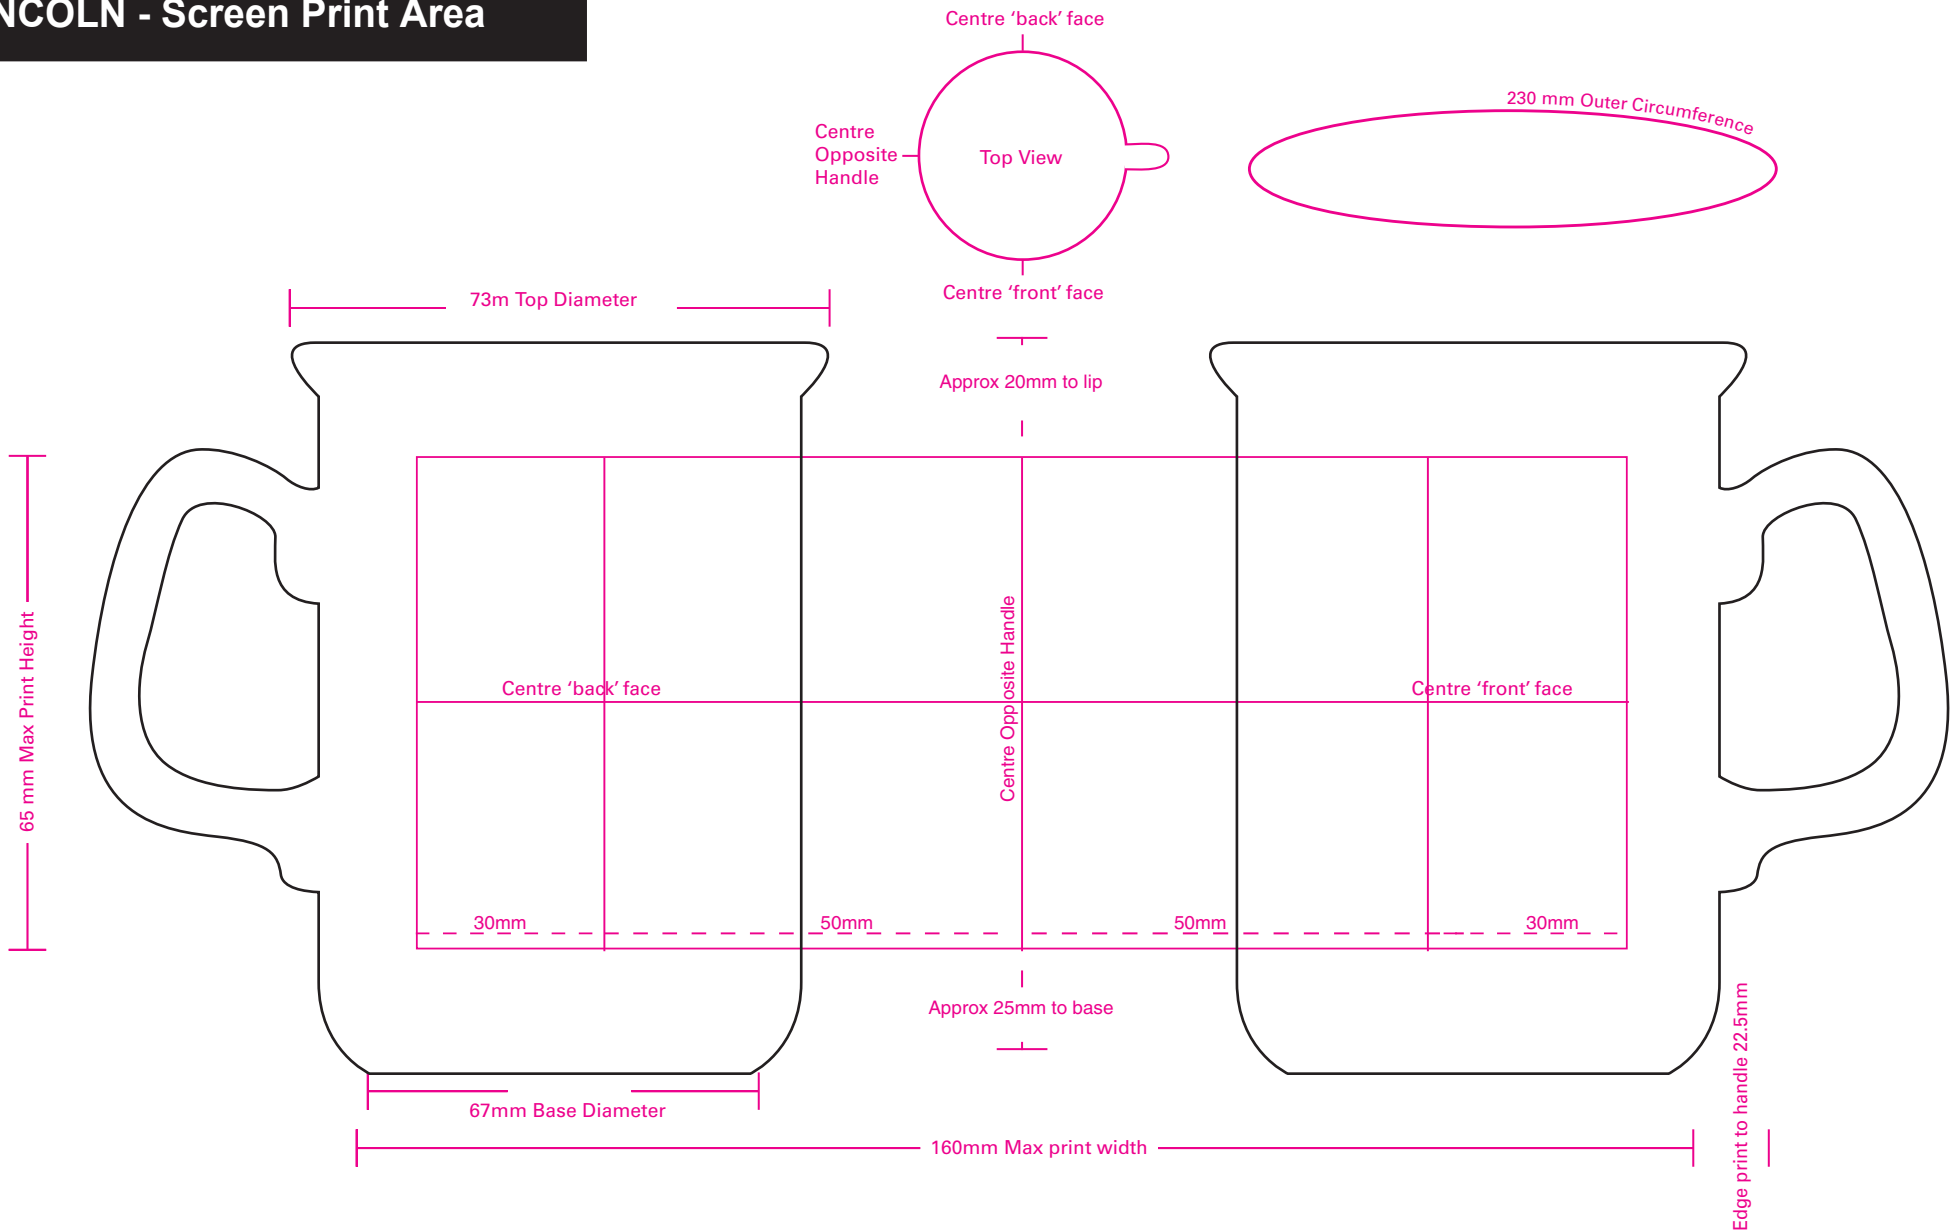 NCOLN - Screen Print Area
Centre ‘back’ face
230 mm Outer Circumference
Centre
Opposite
Handle
Top View
Centre ‘front’ face
73m Top Diameter
Approx 20mm to lip
65 mm Max Print Height
Centre ‘back’ face
Centre Opposite Handle
Centre ‘front’ face
30mm
50mm
50mm
30mm
Approx 25mm to base
67mm Base Diameter
160mm Max print width
Edge print to handle 22.5mm